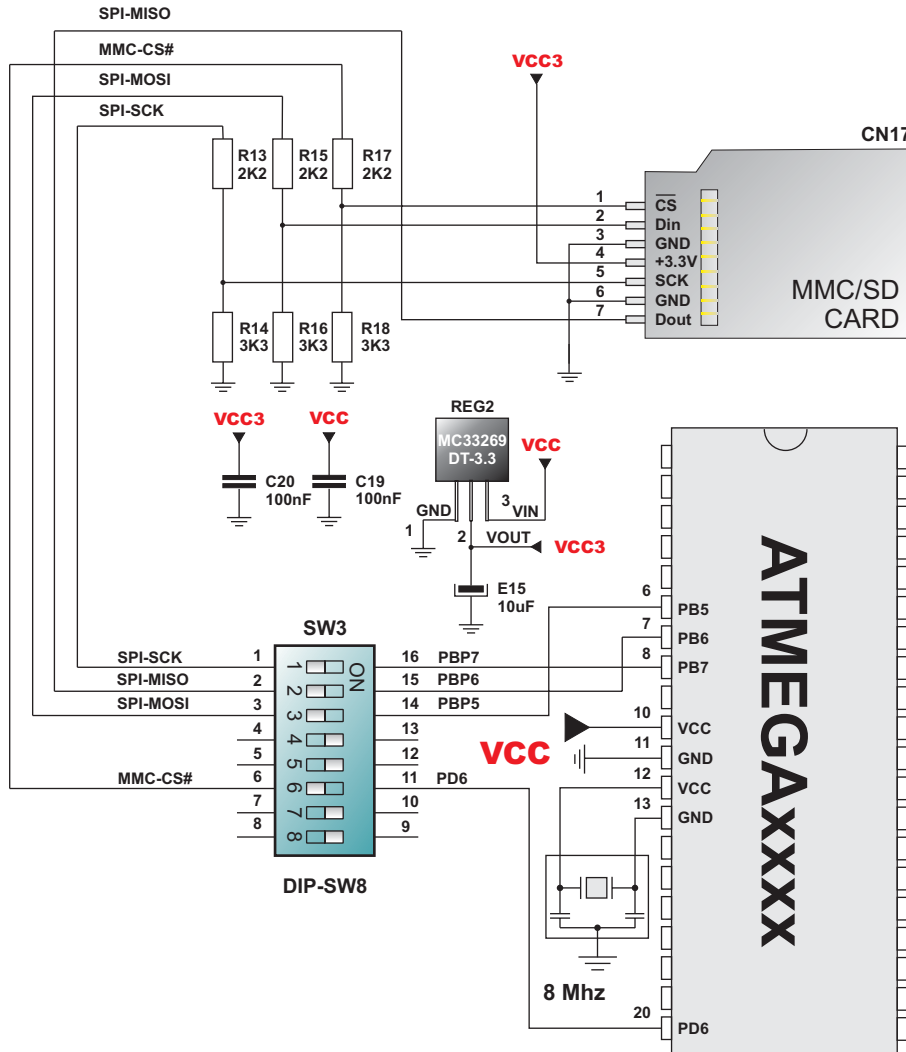 SPI-MISO
MMC-CS#
SPI-MOSI
SPI-SCK
VCC3
CN17
R13
2K2
R15
2K2
R17
2K2
1
CS
2
Din
3
GND
4
+3.3V
5
SCK
6
GND
7
Dout
MMC/SD
CARD
R14
3K3
R16
3K3
R18
3K3
VCC3
VCC
C20
100nF
C19
100nF
REG2
MC33269
DT-3.3
VCC
GND
1
2
3
VIN
VOUT
VCC3
E15
10uF
SW3
SPI-SCK
1
1
ON
16
PBP7
SPI-MISO
2
2
15
PBP6
SPI-MOSI
3
3
14
PBP5
4
4
13
5
5
12
MMC-CS#
6
6
11
PD6
7
7
10
8
8
9
DIP-SW8
6
PB5
7
PB6
8
PB7
VCC
10
VCC
11
GND
12
VCC
13
GND
8 Mhz
20
PD6
ATMEGAxxxx